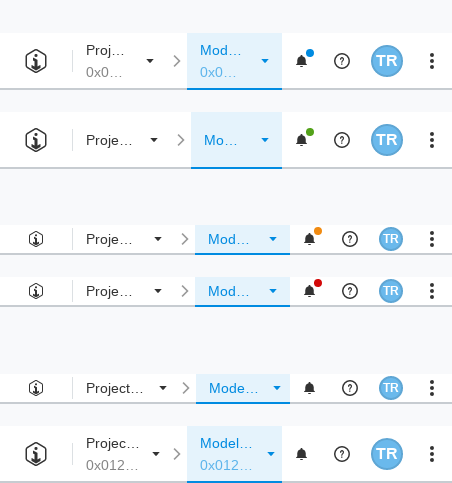 Proj... Mod... TR
0x0... 0x0...
Proje... Mo... TR
Proje... Mod... TR
Proje... Mod... TR
Project... Mode... TR
Projec... Model... TR
0x012... 0x012...